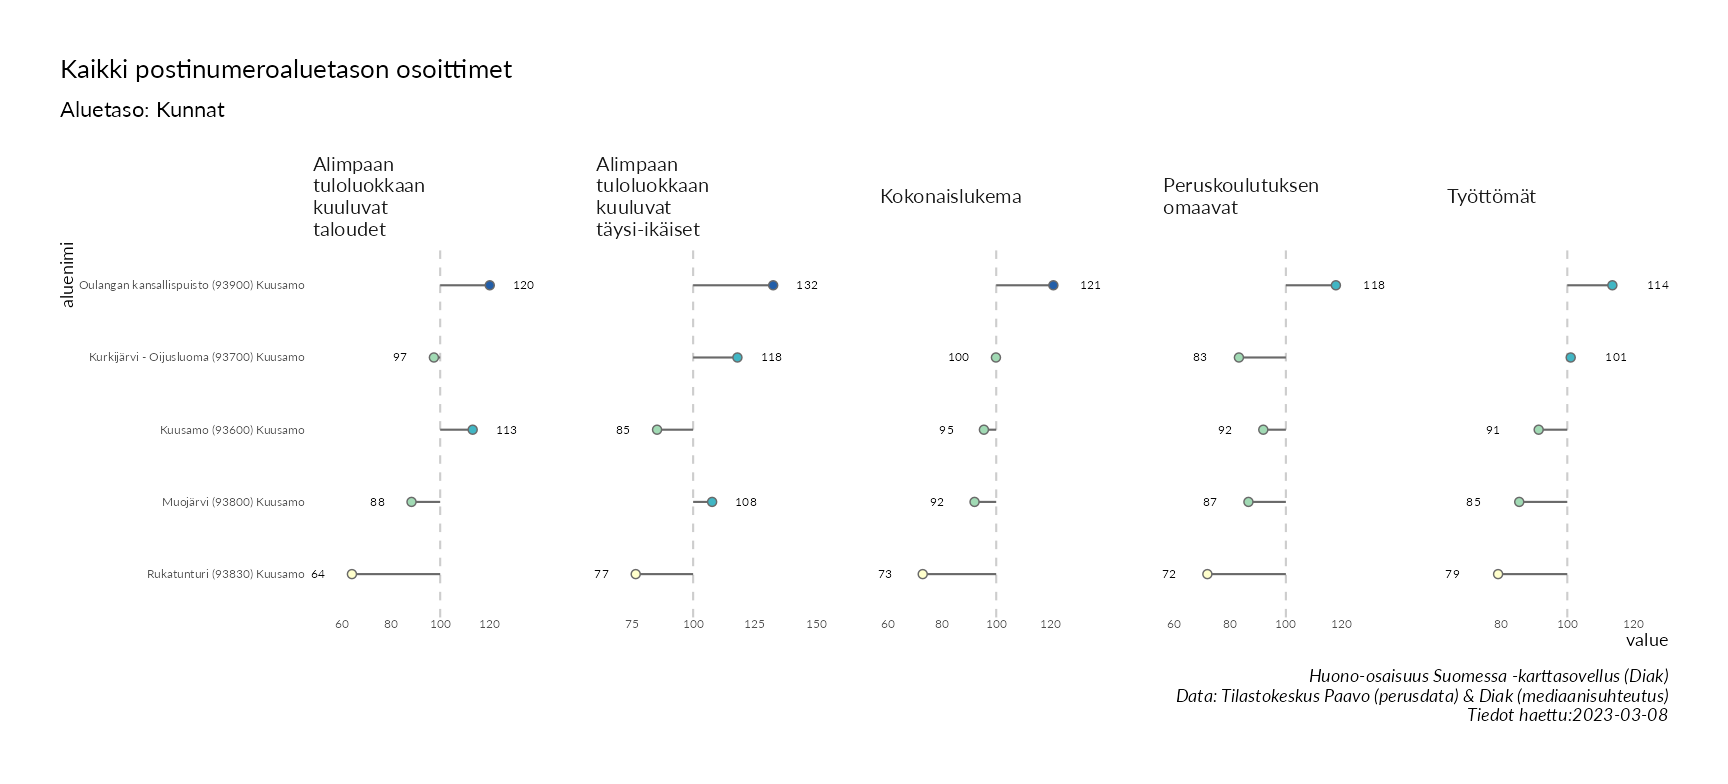 Kaikki postinumeroaluetason osoittimet
Aluetaso: Kunnat
Alimpaan
tuloluokkaan
kuuluvat
taloudet
Alimpaan
tuloluokkaan
kuuluvat
täysi-ikäiset
Kokonaislukema
Peruskoulutuksen
omaavat
Työttömät
aluenimi
Oulangan kansallispuisto (93900) Kuusamo 120 132 121 118 114
Kurkijärvi - Oijusluoma (93700) Kuusamo 97 118 100 83 101
Kuusamo (93600) Kuusamo 113 85 95 92 91
Muojärvi (93800) Kuusamo 88 108 92 87 85
Rukatunturi (93830) Kuusamo 64 77 73 72 79
60 80 100 120 75 100 125 150 60 80 100 120 60 80 100 120 80 100 120
value
Huono-osaisuus Suomessa -karttasovellus (Diak)
Data: Tilastokeskus Paavo (perusdata) & Diak (mediaanisuhteutus)
Tiedot haettu:2023-03-08